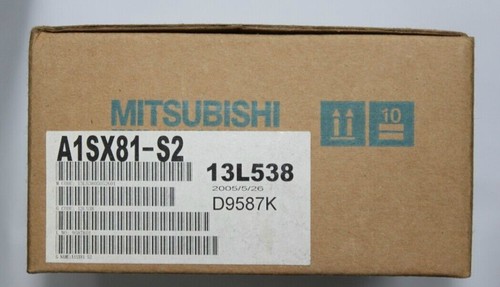 MITSUBISHI
10
A1SX81-S2
13L538
2005/5/26
D9587K